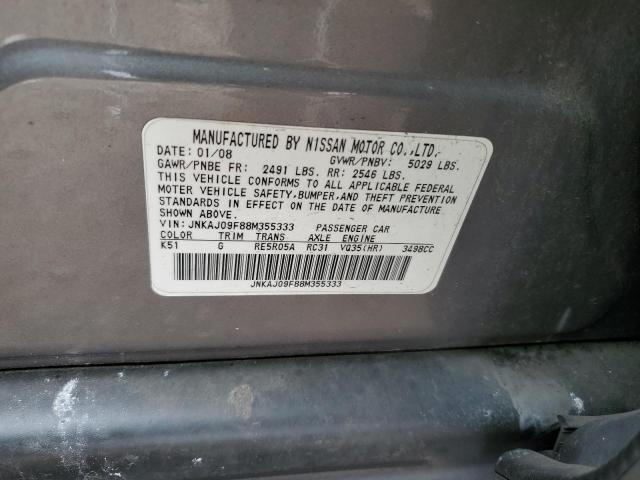 MANUFACTURED BY NISSAN MOTOR CO.,LTD.
DATE: 01/08 GVWR/PNBV: 5029 LBS.
GAWR/PNBE FR: 2491 LBS. RR: 2546 LBS.
THIS VEHICLE CONFORMS TO ALL APPLICABLE FEDERAL
MOTOR VEHICLE SAFETY,BUMPER,AND THEFT PREVENTION
STANDARDS IN EFFECT ON THE DATE OF MANUFACTURE
SHOWN ABOVE.
VIN: JNKAJ09F88M355333 PASSENGER CAR
COLOR TRIM TRANS AXLE ENGINE
K51 G RE5R05A RC31 VQ35(HR) 3498CC
JNKAJ09F88M355333